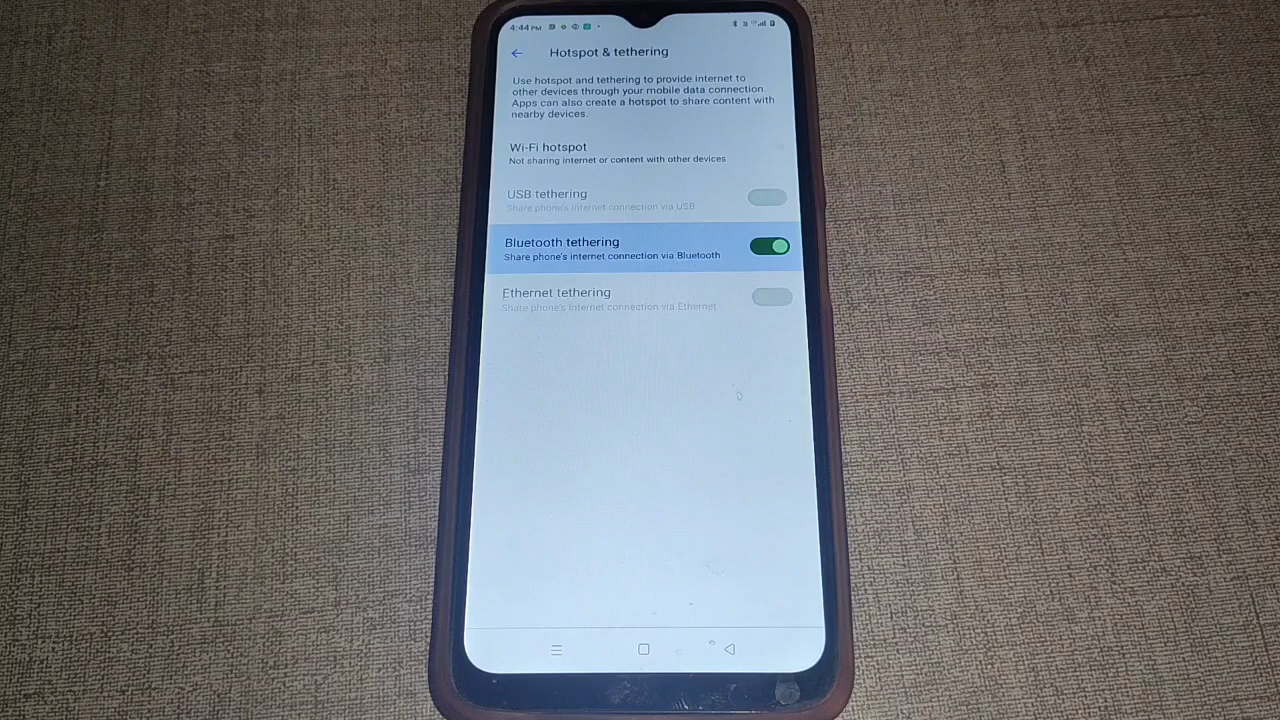 4:44 PM
Hotspot & tethering
Use hotspot and tethering to provide internet to
other devices through your mobile data connection.
Apps can also create a hotspot to share content with
nearby devices.
Wi-Fi hotspot
Not sharing internet or content with other devices
USB tethering
Share phone's internet connection via USB
Bluetooth tethering
Share phone's internet connection via Bluetooth
Ethernet tethering
Share phone's internet connection via Ethernet